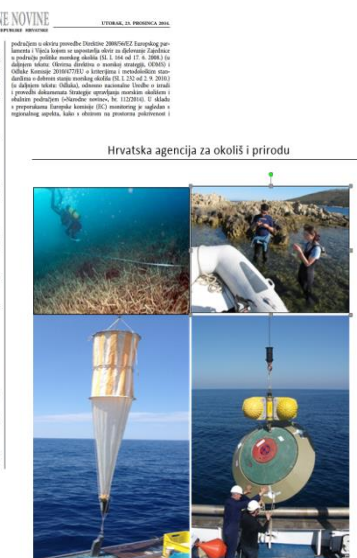 NE NOVINE
REPUBLIKE HRVATSKE
UTORAK, 23. PROSINCA 2014.
područjem u okviru provedbe Direktive 2008/56/EZ Europskog par-
lamenta i Vijeća kojom se uspostavlja okvir za djelovanje Zajednice
u području politike morskog okoliša (SL L 164 od 17. 6. 2008.) (u
daljnjem tekstu: Okvirna direktiva o morskoj strategiji, ODMS) i
Odluke Komisije 2010/477/EU o kriterijima i metodološkim stan-
dardima o dobrom stanju morskog okoliša (SL L 232 od 2. 9. 2010.)
(u daljnjem tekstu: Odluka), odnosno nacionalne Uredbe o izradi
i provedbi dokumenata Strategije upravljanja morskim okolišem i
obalnim područjem («Narodne novine», br. 112/2014). U skladu
s preporukama Europske komisije (EC) monitoring je sagledan s
regionalnog aspekta, kako s obzirom na prostornu pokrivenost i
Hrvatska agencija za okoliš i prirodu